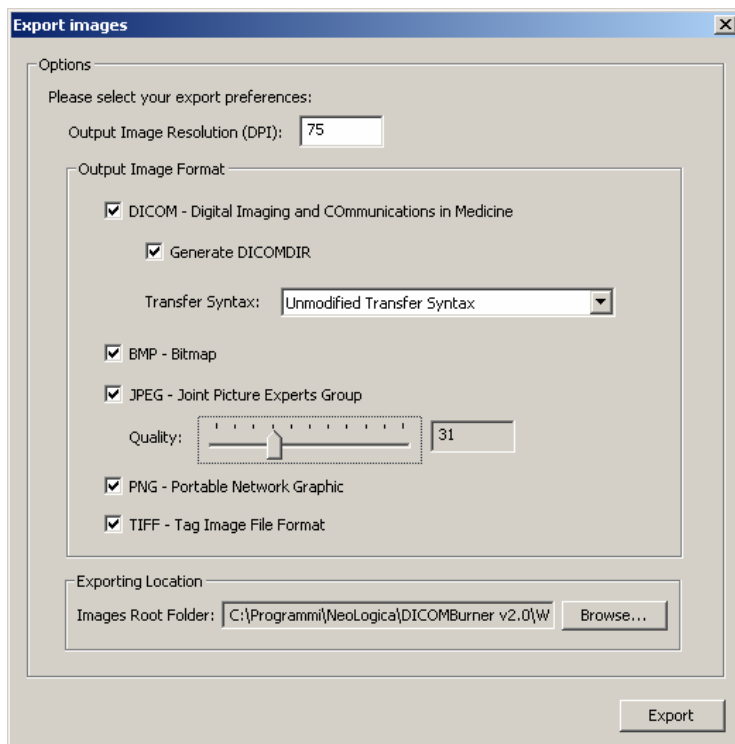 Export images
Options
Please select your export preferences:
Output Image Resolution (DPI): 75
Output Image Format
DICOM - Digital Imaging and COmmunications in Medicine
Generate DICOMDIR
Transfer Syntax: Unmodified Transfer Syntax
BMP - Bitmap
JPEG - Joint Picture Experts Group
Quality: 31
PNG - Portable Network Graphic
TIFF - Tag Image File Format
Exporting Location
Images Root Folder: C:\Programmi\NeoLogica\DICOMBurner v2.0\W Browse...
Export